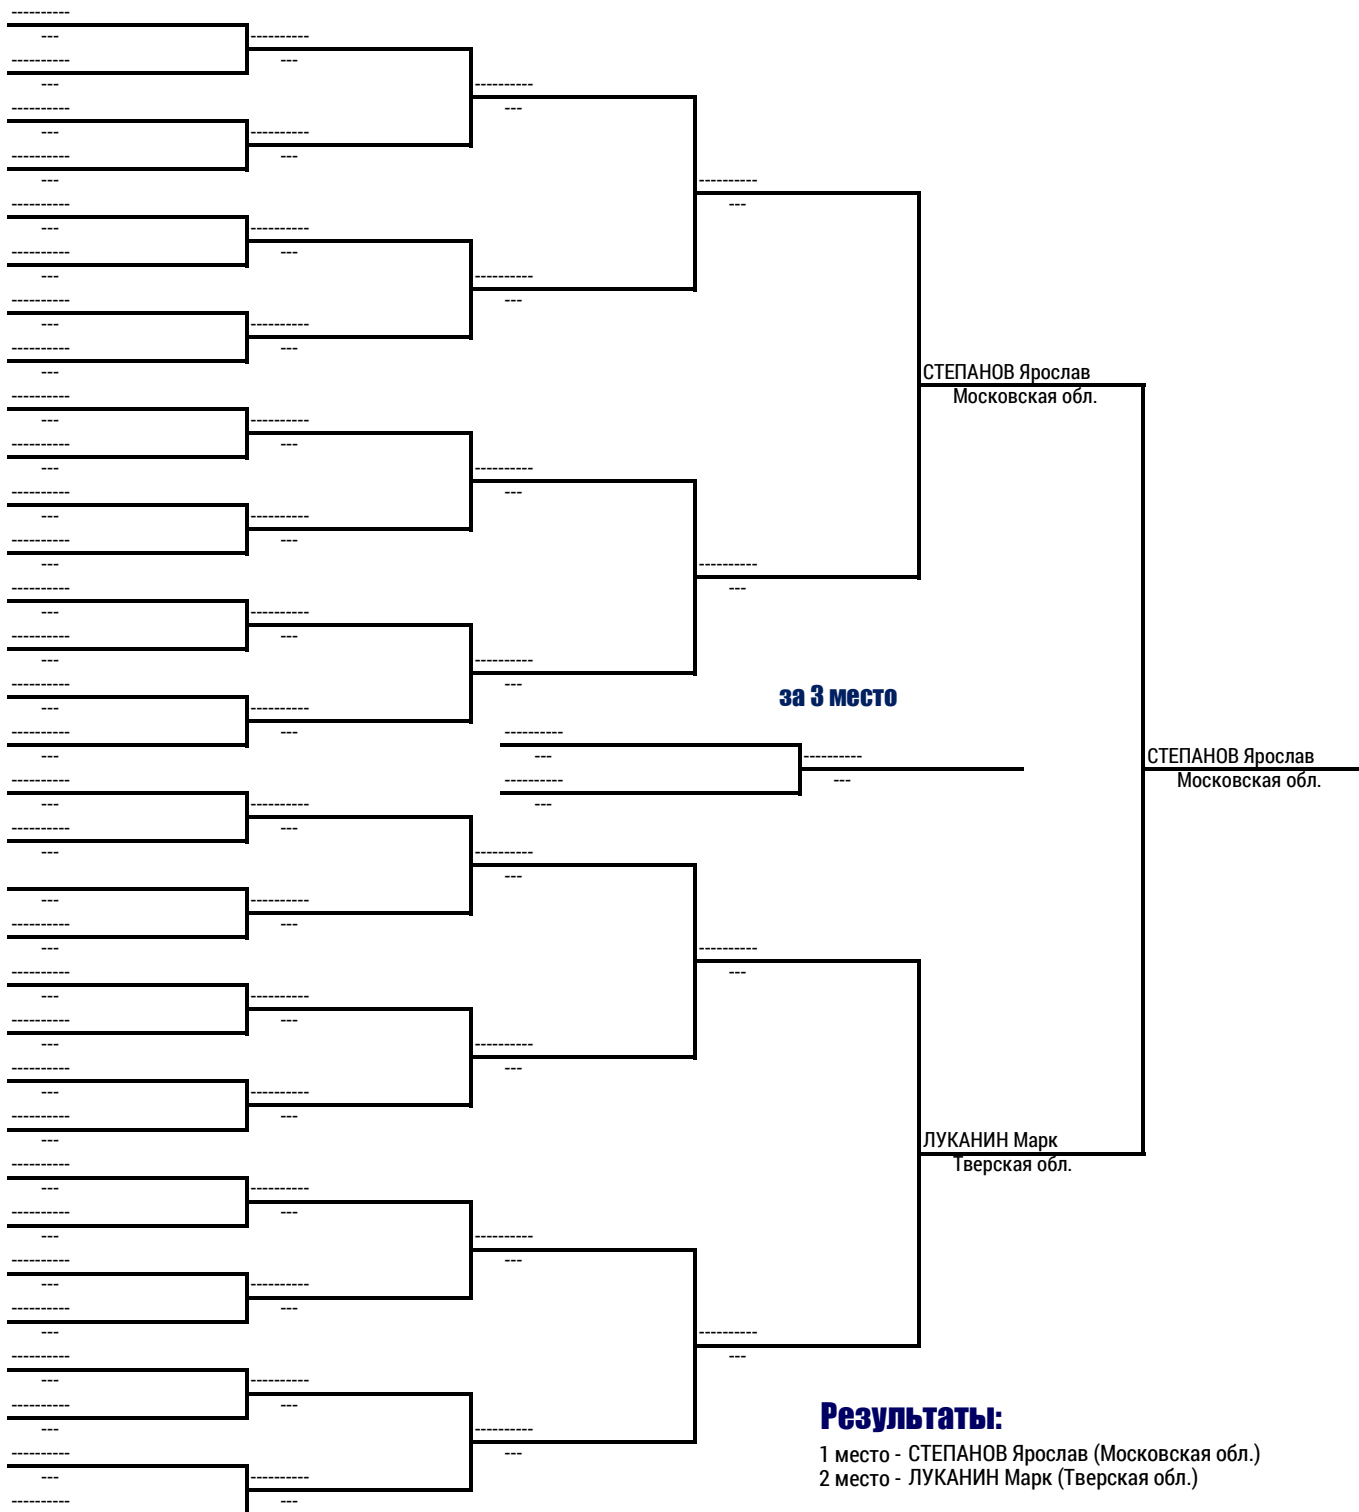 СТЕПАНОВ Ярослав
Московская обл.
за 3 место
СТЕПАНОВ Ярослав
Московская обл.
ЛУКАНИН Марк
Тверская обл.
Результаты:
1 место - СТЕПАНОВ Ярослав (Московская обл.)
2 место - ЛУКАНИН Марк (Тверская обл.)